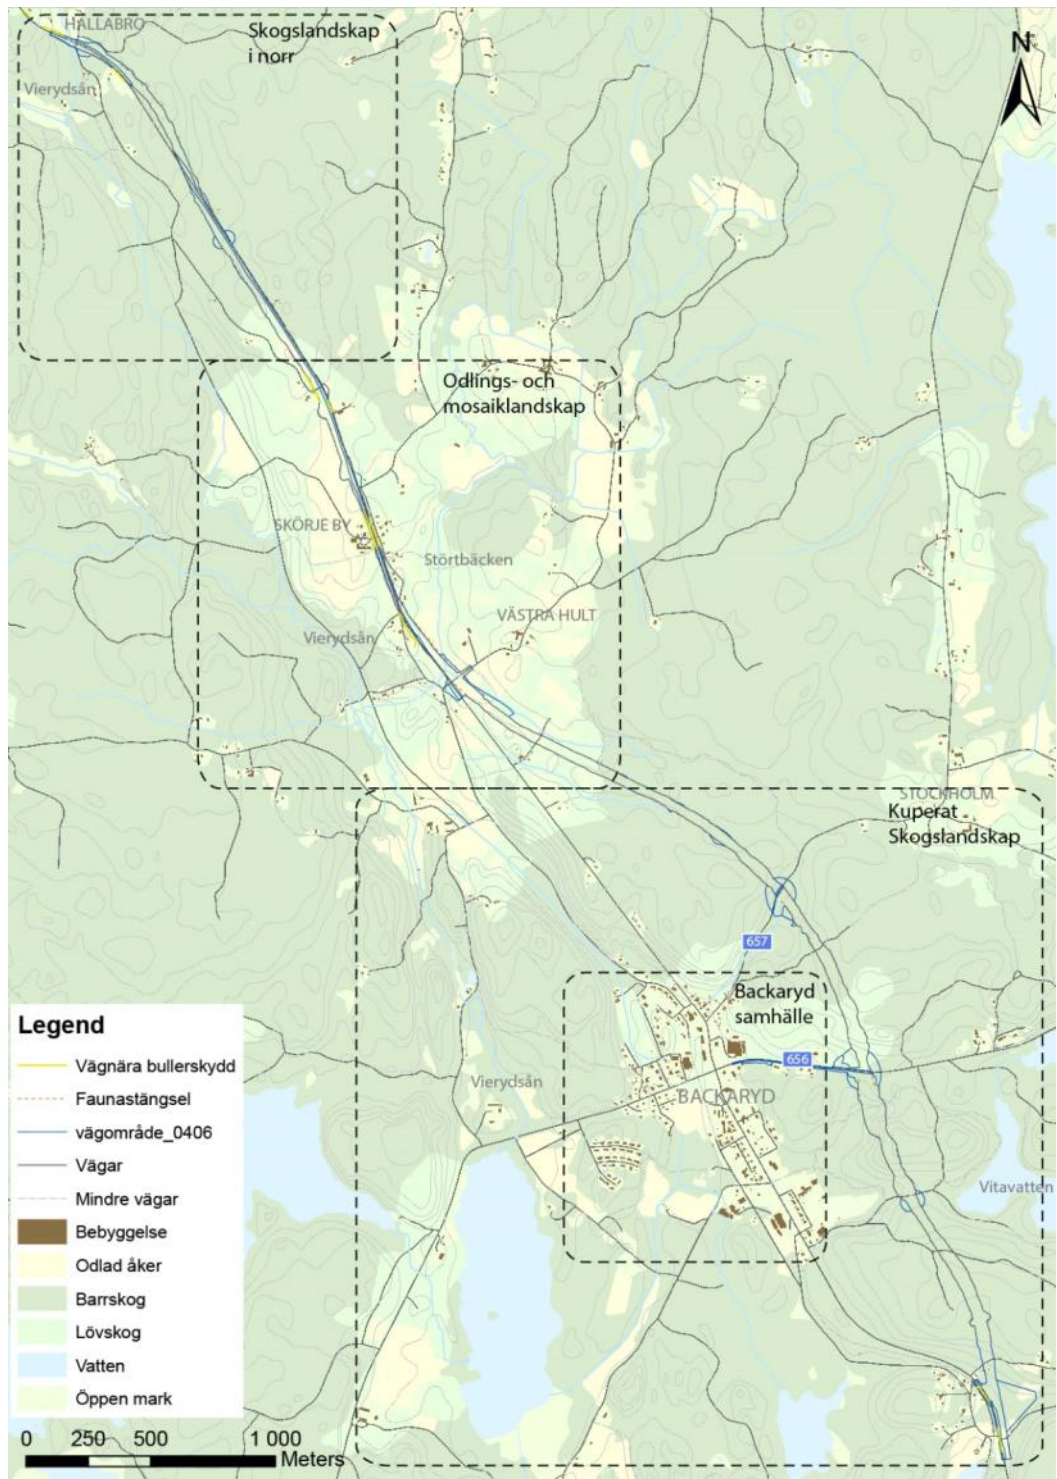 HALLABRO
Skogslandskap
i norr
N
Vierydsån
Odlings- och
mosaiklandskap
SKÖRJE BY
Störtbäcken
VÄSTRA HULT
Vierydsån
STOCKHOLM
Kuperat
Skogslandskap
657
Backaryd
samhälle
656
Vierydsån
BACKARYD
Vitavatten
Legend
Vägnära bullerskydd
Faunastängsel
vägområde_0406
Vägar
Mindre vägar
Bebyggelse
Odlad åker
Barrskog
Lövskog
Vatten
Öppen mark
0 250 500 1 000
Meters